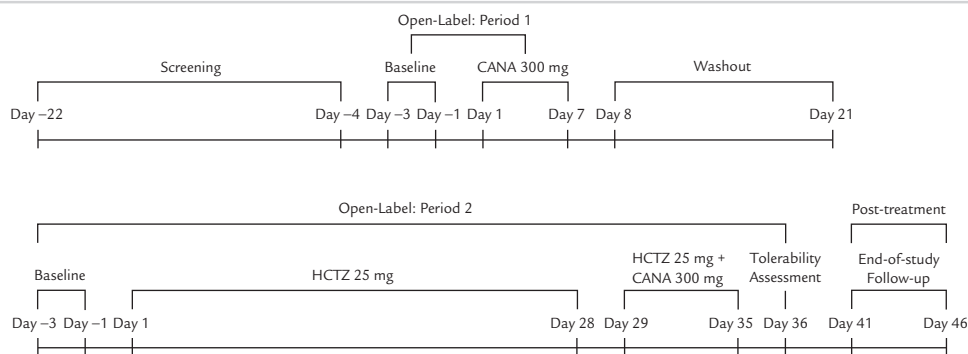 Open-Label: Period 1
Screening
Baseline
CANA 300 mg
Washout
Day –22
Day –4
Day –3
Day –1
Day 1
Day 7
Day 8
Day 21
Open-Label: Period 2
Post-treatment
Baseline
HCTZ 25 mg
HCTZ 25 mg +
CANA 300 mg
Tolerability
Assessment
End-of-study
Follow-up
Day –3
Day –1
Day 1
Day 28
Day 29
Day 35
Day 36
Day 41
Day 46